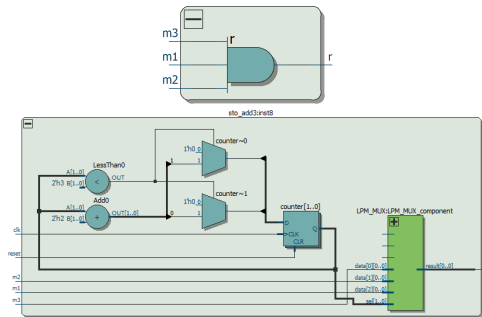 m3
r
m1
r
m2
sto_add3:inst8
counter~0
1'h0 0
LessThan0
1
1
A[1..0]
OUT
2'h3 B[1..0]
counter~1
LPM_MUX:LPM_MUX_component
Add0
1'h0 0
counter[1..0]
A[1..0]
OUT[1..0]
0
1
2'h2 B[1..0]
D
Q
clk
CLK
CLR
reset
data[0][0..0]
result[0..0]
m2
data[1][0..0]
m1
data[2][0..0]
m3
sel[1..0]